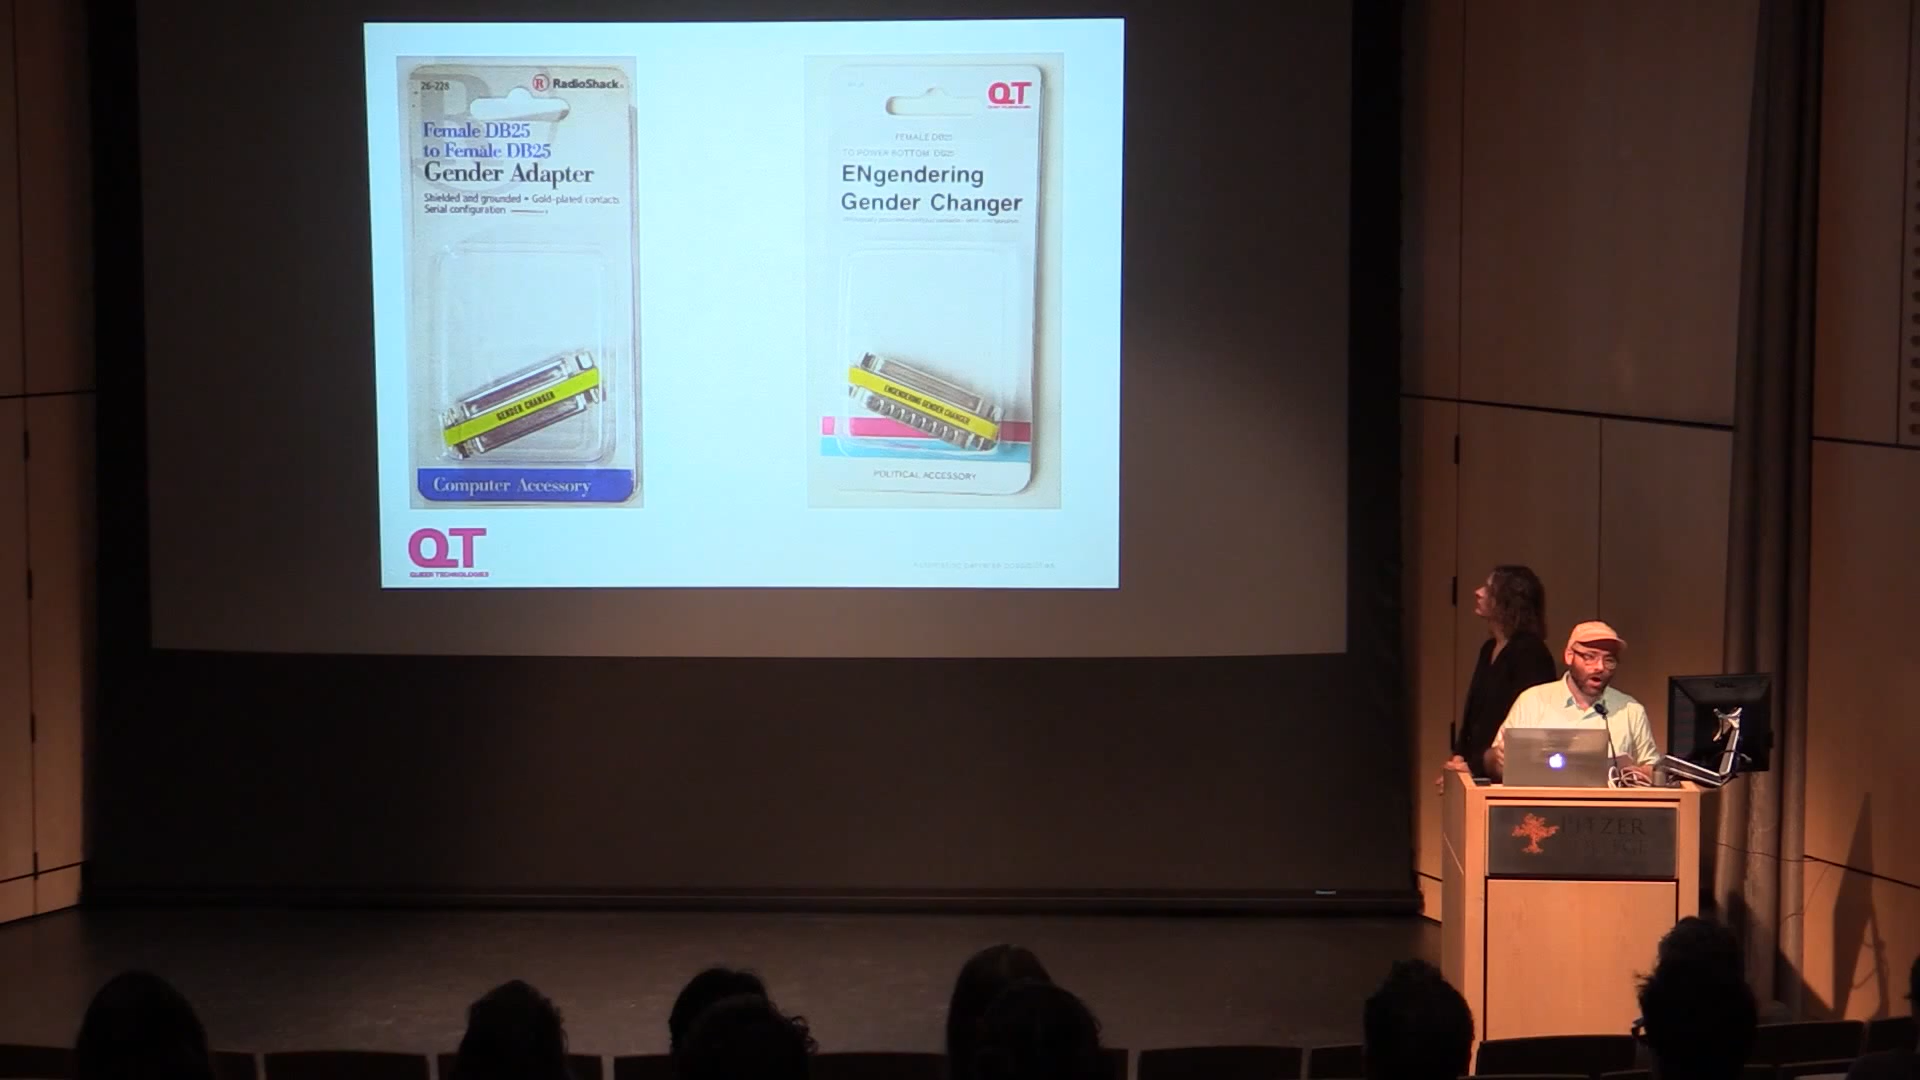 26-228
RadioShack
Female DB25
to Female DB25
Gender Adapter
Shielded and grounded • Gold-plated contacts
Serial configuration
GENDER CHANGER
Computer Accessory
QT
QUEER TECHNOLOGIES
QT
FEMALE DB25
TO POWER BOTTOM DB25
ENgendering
Gender Changer
ENGENDERING GENDER CHANGER
POLITICAL ACCESSORY
PITZER
COLLEGE